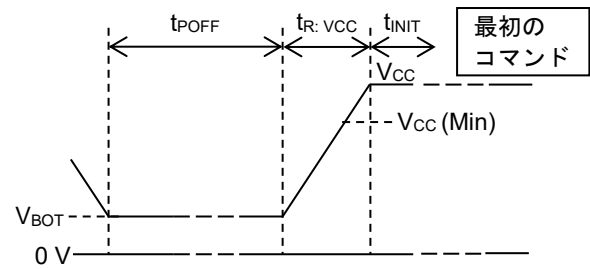 tPOFF
tR: VCC
tINIT
最初の
コマンド
VCC
VCC (Min)
VBOT
0 V